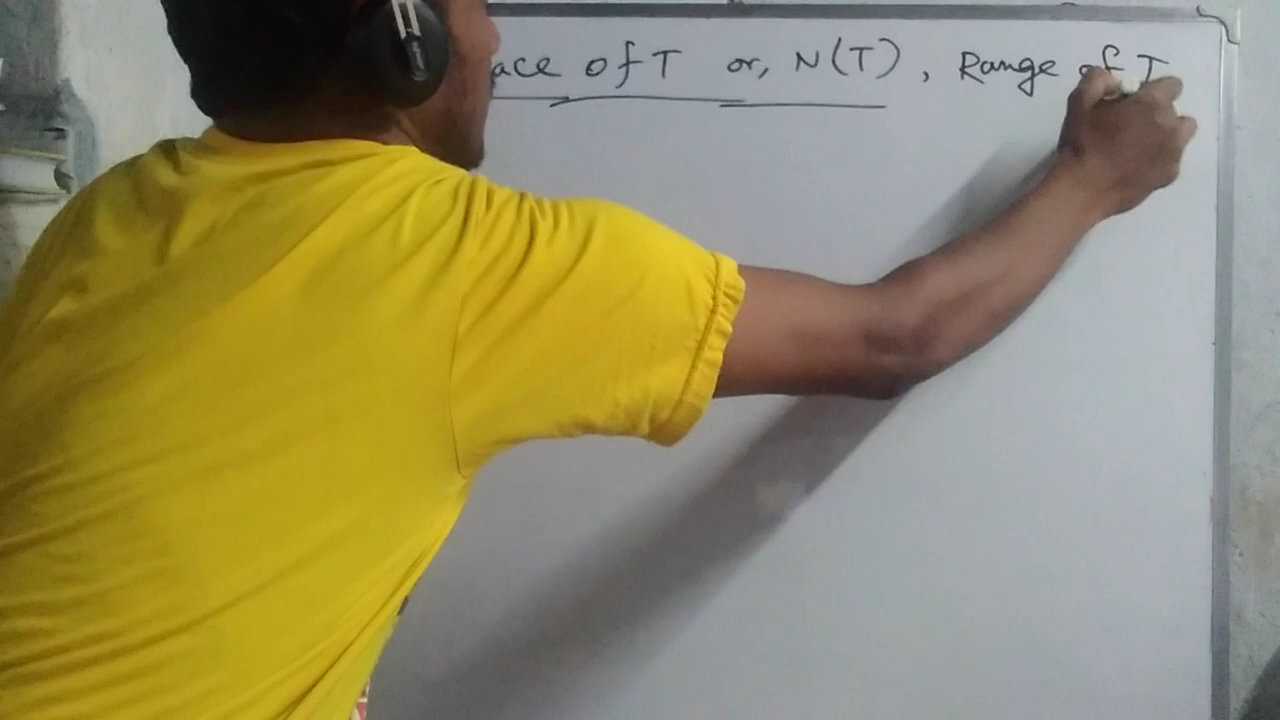 ace of T or, N(T), Range of T